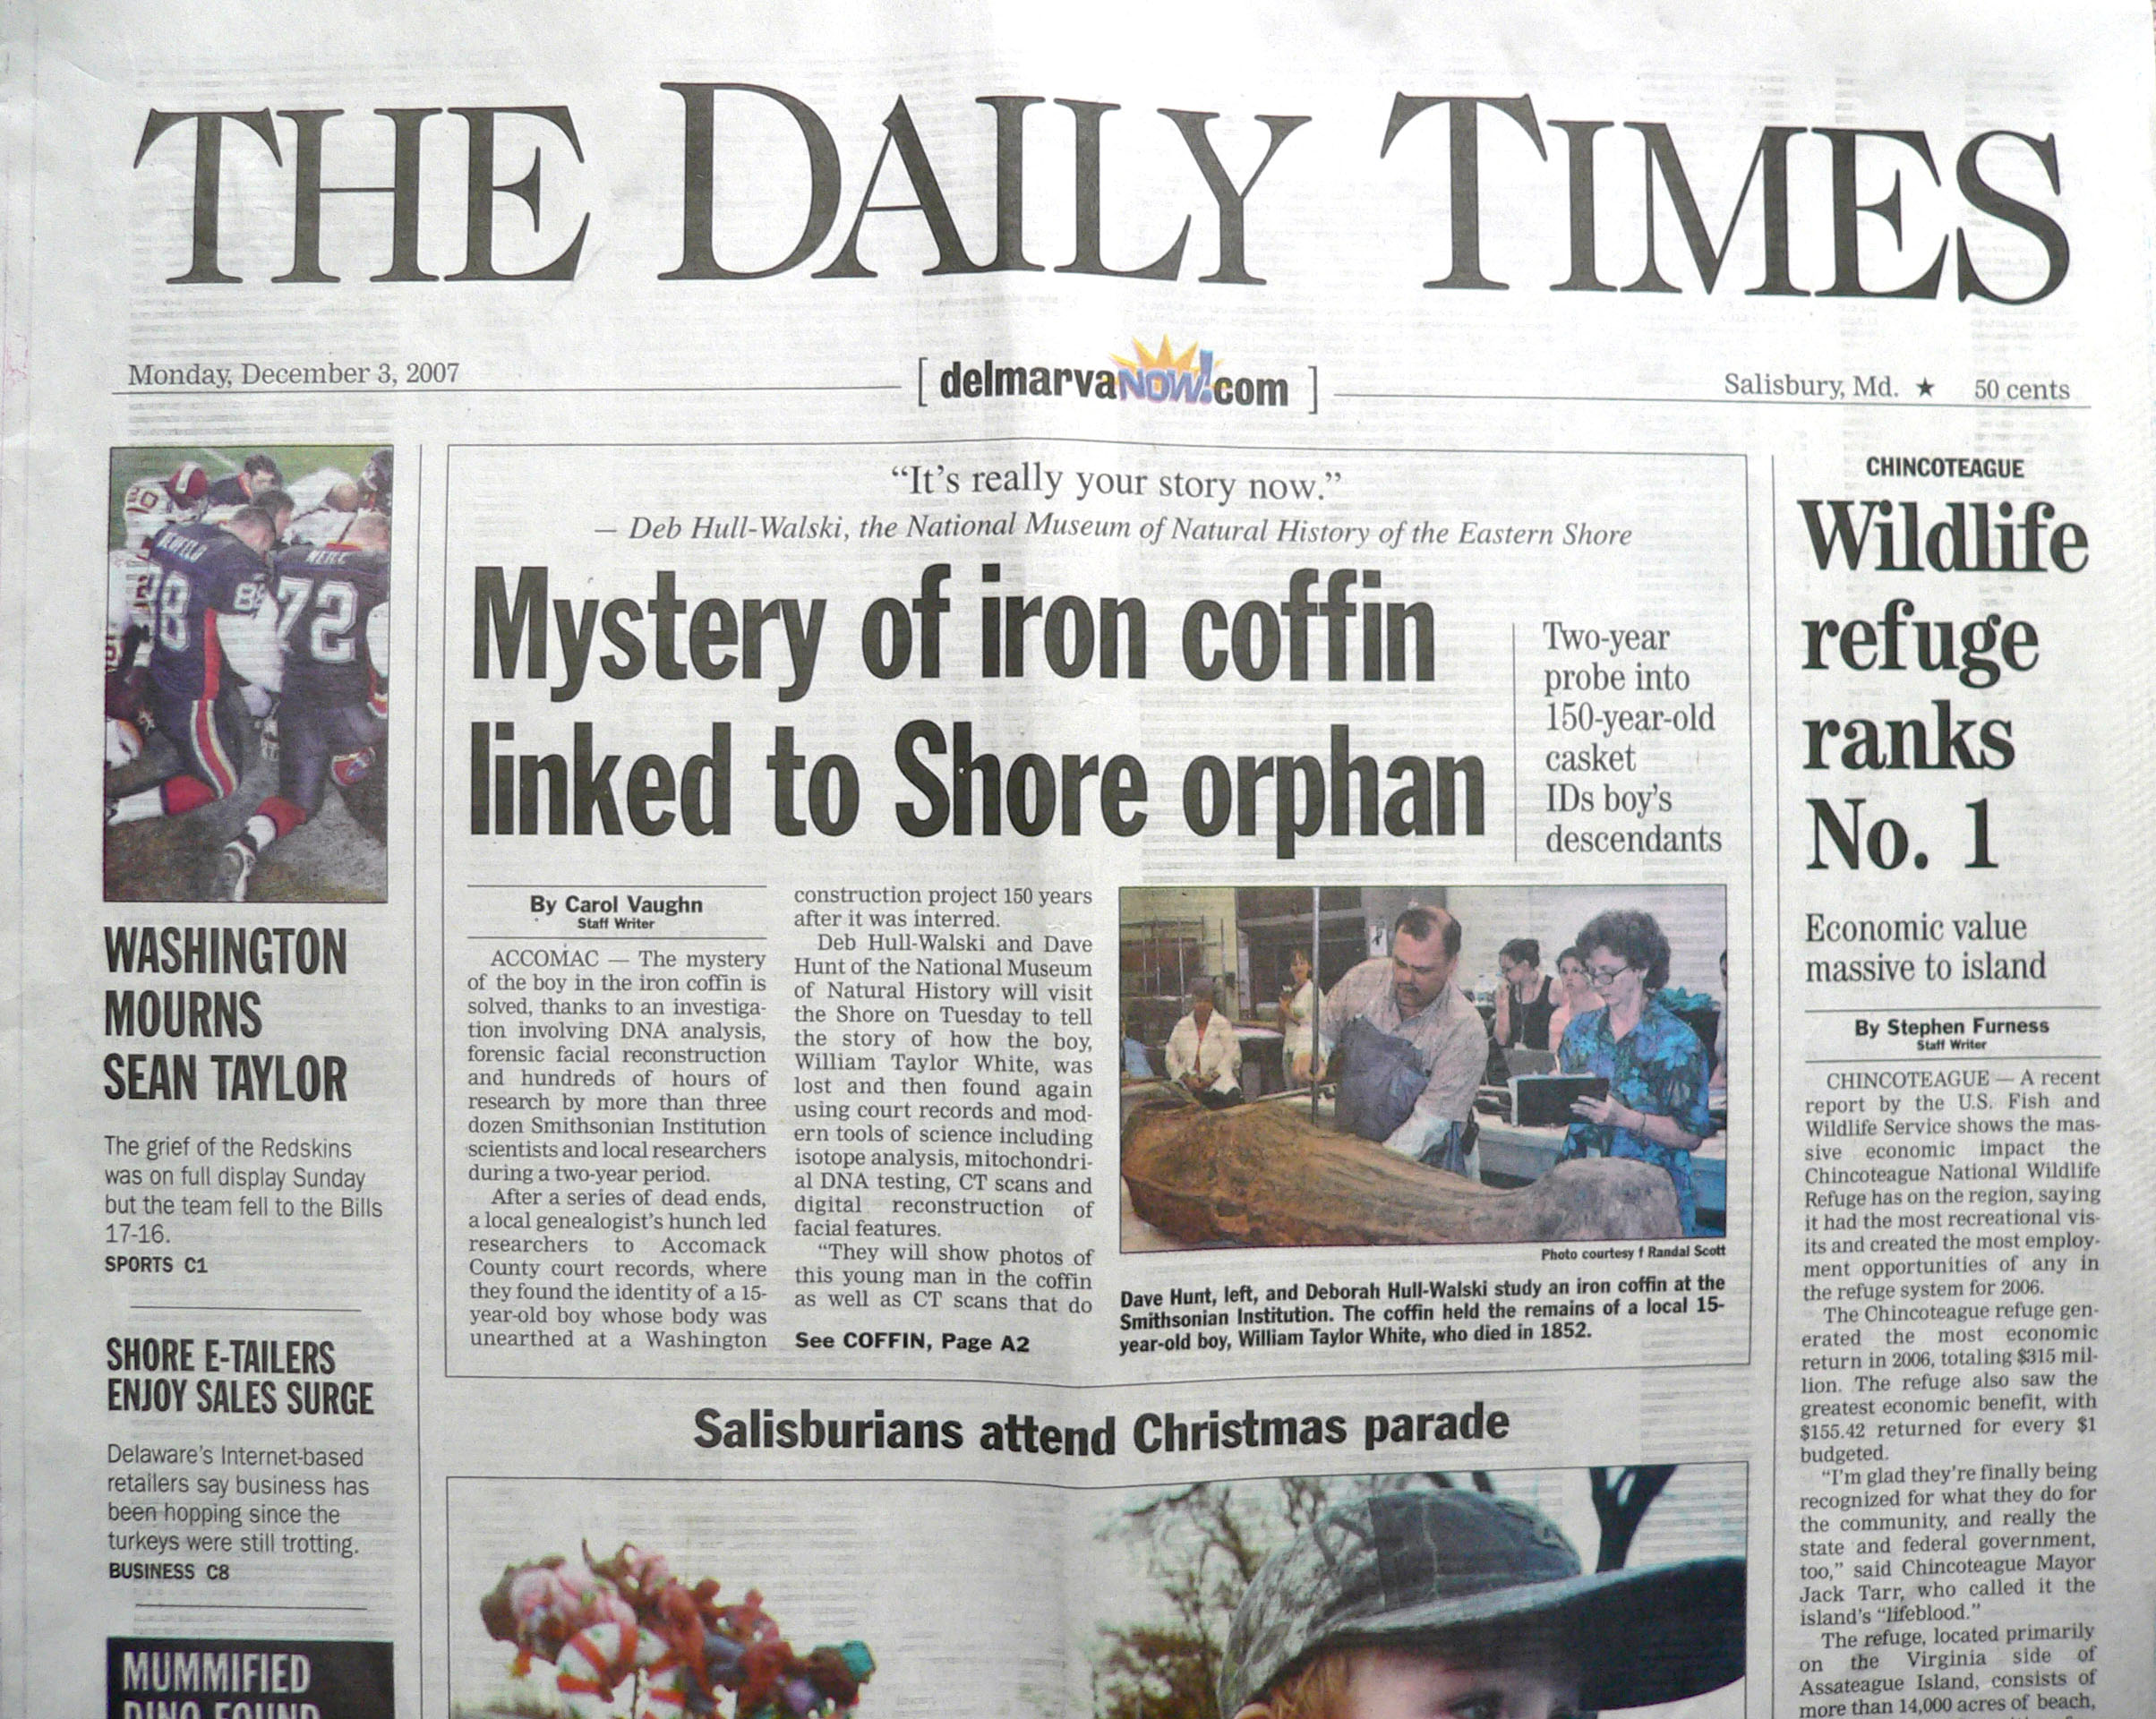 THE DAILY TIMES
Monday, December 3, 2007
[ delmarvaNOW!.com ]
Salisbury, Md. ★ 50 cents
72
WASHINGTON
MOURNS
SEAN TAYLOR
The grief of the Redskins
was on full display Sunday
but the team fell to the Bills
17-16.
SPORTS C1
SHORE E-TAILERS
ENJOY SALES SURGE
Delaware's Internet-based
retailers say business has
been hopping since the
turkeys were still trotting.
BUSINESS C8
MUMMIFIED
DINO FOUND
“It's really your story now.”
— Deb Hull-Walski, the National Museum of Natural History of the Eastern Shore
Mystery of iron coffin
linked to Shore orphan
Two-year
probe into
150-year-old
casket
IDs boy's
descendants
By Carol Vaughn
Staff Writer
ACCOMAC — The mystery
of the boy in the iron coffin is
solved, thanks to an investiga-
tion involving DNA analysis,
forensic facial reconstruction
and hundreds of hours of
research by more than three
dozen Smithsonian Institution
scientists and local researchers
during a two-year period.
After a series of dead ends,
a local genealogist's hunch led
researchers to Accomack
County court records, where
they found the identity of a 15-
year-old boy whose body was
unearthed at a Washington
construction project 150 years
after it was interred.
Deb Hull-Walski and Dave
Hunt of the National Museum
of Natural History will visit
the Shore on Tuesday to tell
the story of how the boy,
William Taylor White, was
lost and then found again
using court records and mod-
ern tools of science including
isotope analysis, mitochondri-
al DNA testing, CT scans and
digital reconstruction of
facial features.
“They will show photos of
this young man in the coffin
as well as CT scans that do
See COFFIN, Page A2
Photo courtesy f Randal Scott
Dave Hunt, left, and Deborah Hull-Walski study an iron coffin at the
Smithsonian Institution. The coffin held the remains of a local 15-
year-old boy, William Taylor White, who died in 1852.
Salisburians attend Christmas parade
CHINCOTEAGUE
Wildlife
refuge
ranks
No. 1
Economic value
massive to island
By Stephen Furness
Staff Writer
CHINCOTEAGUE — A recent
report by the U.S. Fish and
Wildlife Service shows the mas-
sive economic impact the
Chincoteague National Wildlife
Refuge has on the region, saying
it had the most recreational vis-
its and created the most employ-
ment opportunities of any in
the refuge system for 2006.
The Chincoteague refuge gen-
erated the most economic
return in 2006, totaling $315 mil-
lion. The refuge also saw the
greatest economic benefit, with
$155.42 returned for every $1
budgeted.
“I'm glad they're finally being
recognized for what they do for
the community, and really the
state and federal government,
too,” said Chincoteague Mayor
Jack Tarr, who called it the
island's “lifeblood.”
The refuge, located primarily
on the Virginia side of
Assateague Island, consists of
more than 14,000 acres of beach,